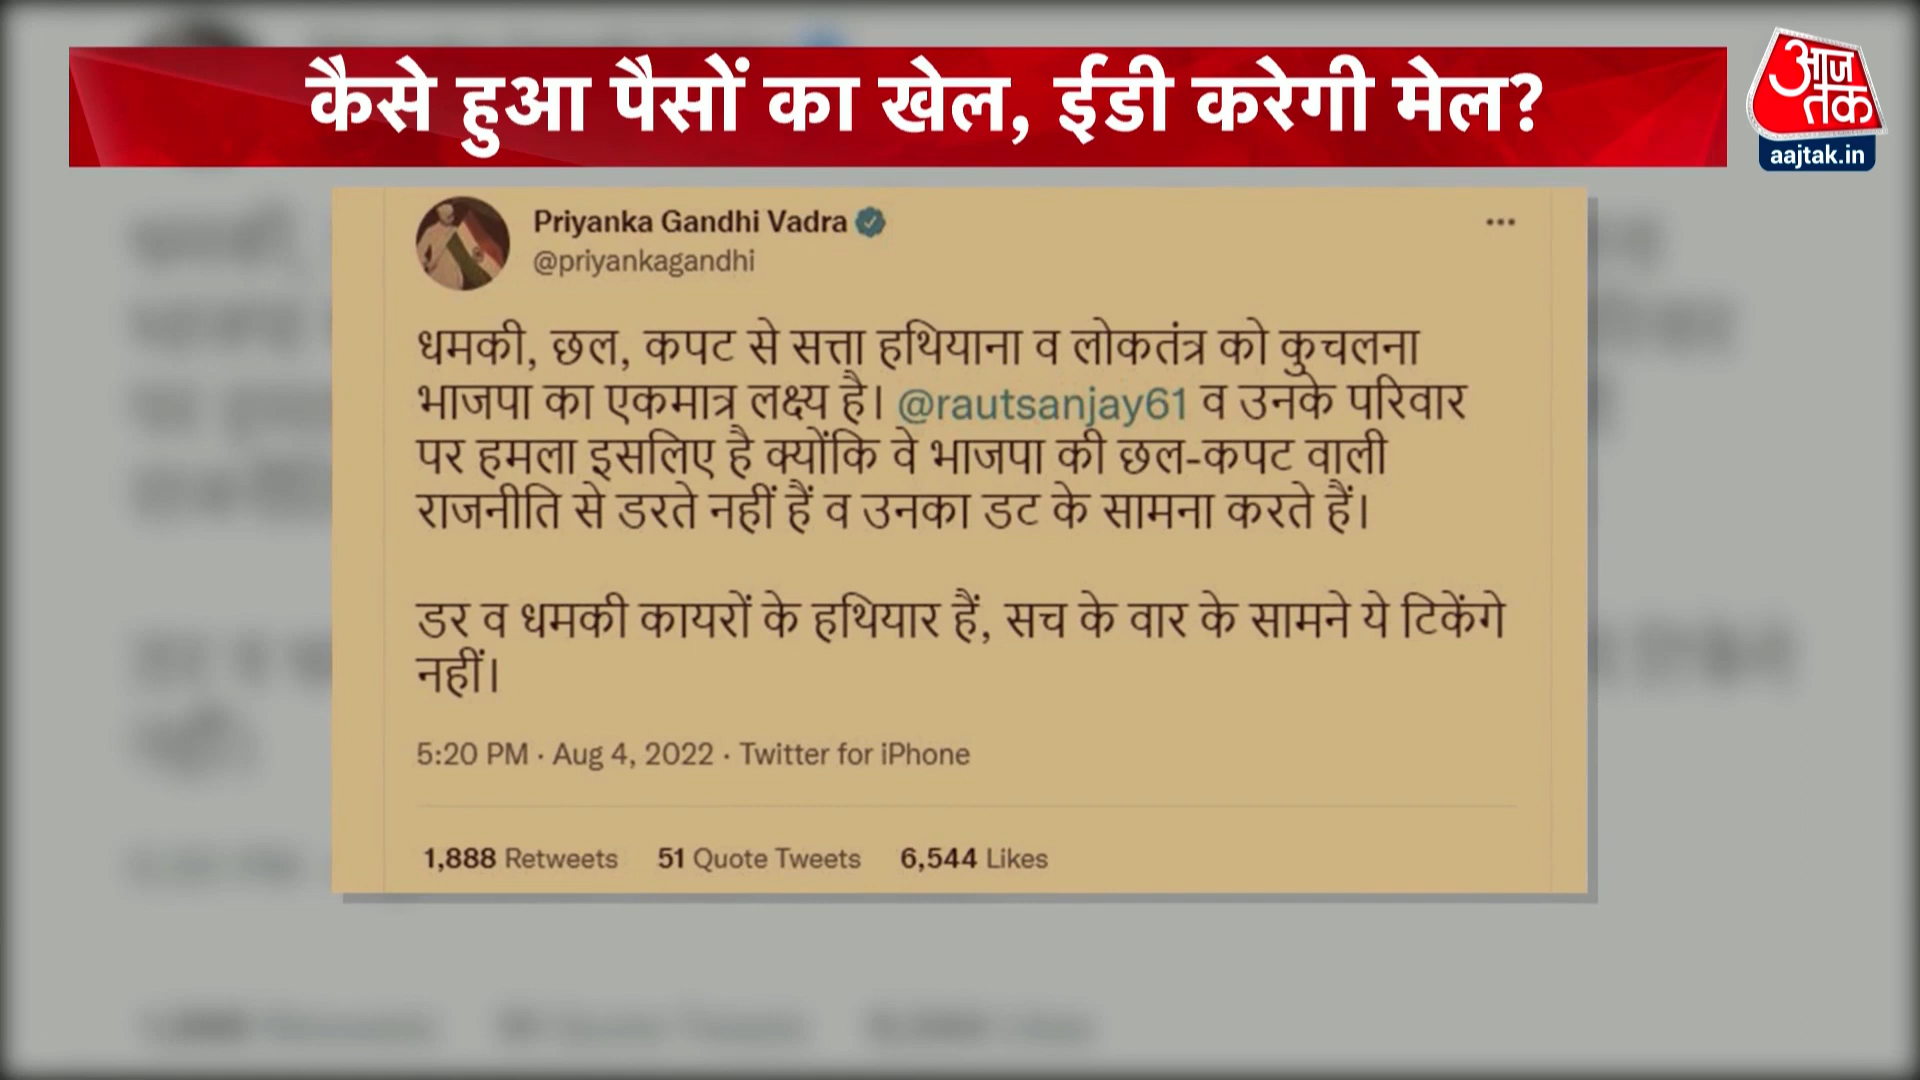 कैसे हुआ पैसों का खेल, ईडी करेगी मेल?
आज
तक
aajtak.in
Priyanka Gandhi Vadra
@priyankagandhi
धमकी, छल, कपट से सत्ता हथियाना व लोकतंत्र को कुचलना
भाजपा का एकमात्र लक्ष्य है। @rautsanjay61 व उनके परिवार
पर हमला इसलिए है क्योंकि वे भाजपा की छल-कपट वाली
राजनीति से डरते नहीं हैं व उनका डट के सामना करते हैं।
डर व धमकी कायरों के हथियार हैं, सच के वार के सामने ये टिकेंगे
नहीं।
5:20 PM · Aug 4, 2022 · Twitter for iPhone
1,888 Retweets 51 Quote Tweets 6,544 Likes